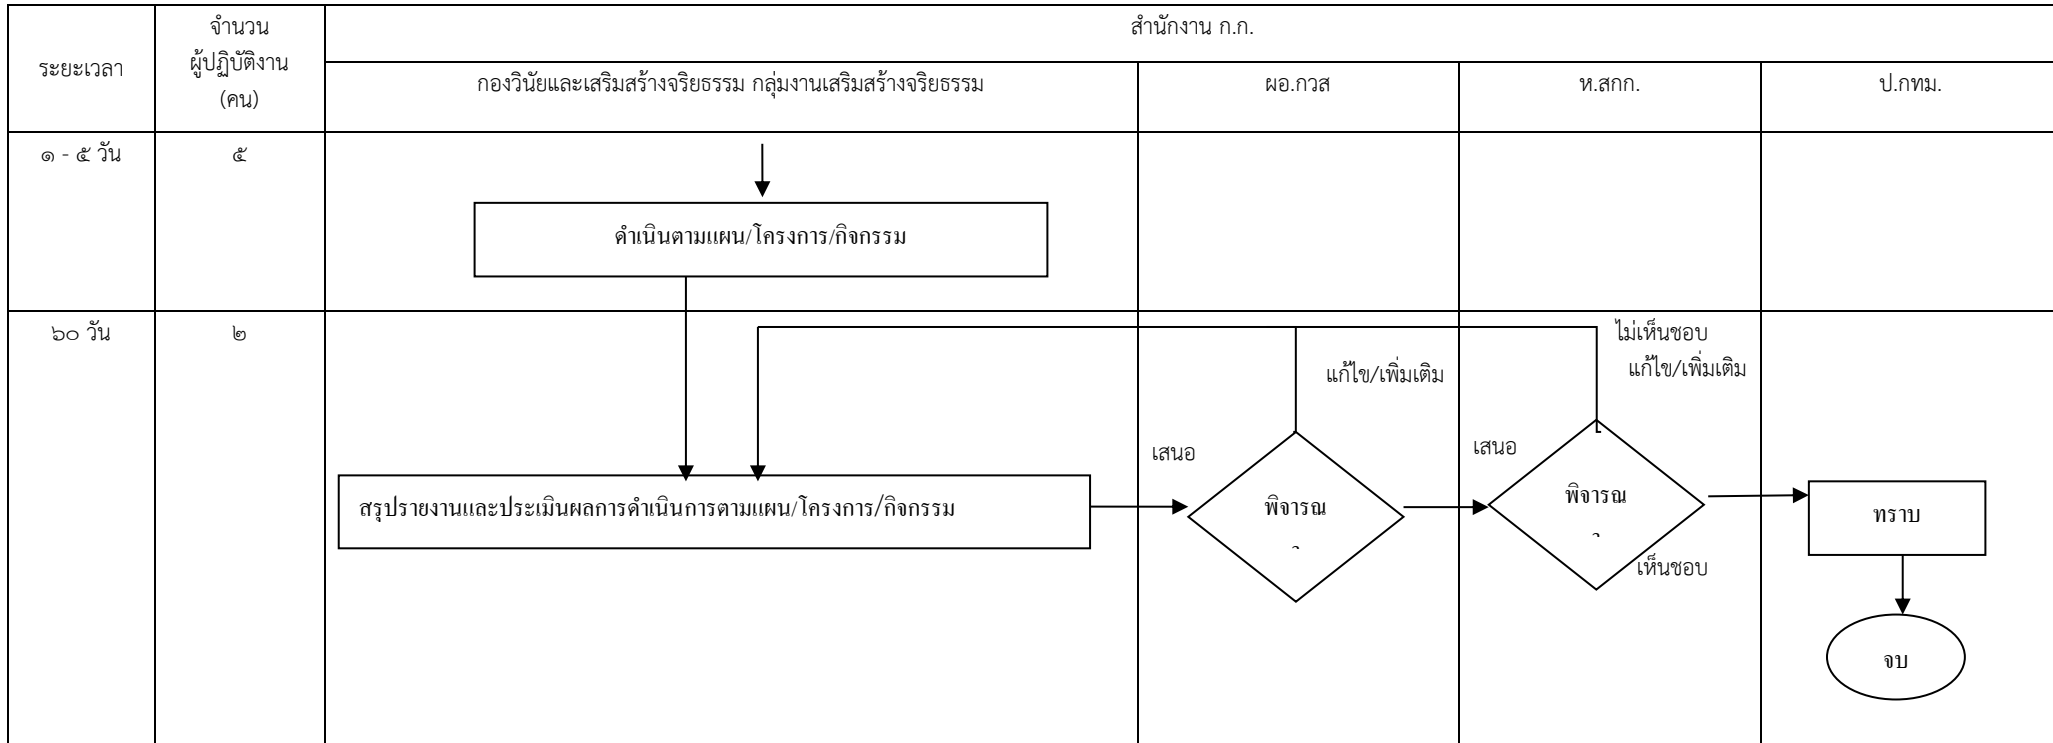 ระยะเวลา
จำนวน
ผู้ปฏิบัติงาน
(คน)
สำนักงาน ก.ก.
กองวินัยและเสริมสร้างจริยธรรม กลุ่มงานเสริมสร้างจริยธรรม
ผอ.กวส
ห.สกก.
ป.กทม.
๑ - ๕ วัน
๕
ดำเนินตามแผน/โครงการ/กิจกรรม
๖๐ วัน
๒
ไม่เห็นชอบ
แก้ไข/เพิ่มเติม
แก้ไข/เพิ่มเติม
เสนอ
เสนอ
สรุปรายงานและประเมินผลการดำเนินการตามแผน/โครงการ/กิจกรรม
พิจารณ
พิจารณ
ทราบ
เห็นชอบ
จบ